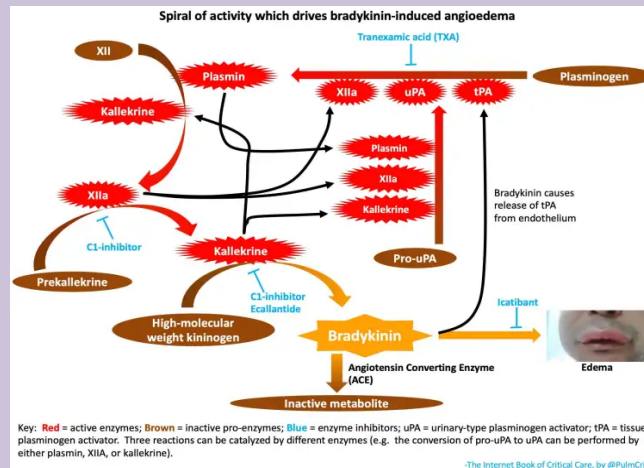 Spiral of activity which drives bradykinin-induced angioedema
Tranexamic acid (TXA)
XII
Plasmin
Plasminogen
XIIa
uPA
tPA
Kallekrine
Plasmin
XIIa
Kallekrine
XIIa
Bradykinin causes
release of tPA
from endothelium
C1-inhibitor
Kallekrine
Pro-uPA
Prekallekrine
C1-inhibitor
Ecallantide
Icatibant
High-molecular
weight kininogen
Bradykinin
Edema
Angiotensin Converting Enzyme
(ACE)
Inactive metabolite
Key: Red = active enzymes; Brown = inactive pro-enzymes; Blue = enzyme inhibitors; uPA = urinary-type plasminogen activator; tPA = tissue
plasminogen activator. Three reactions can be catalyzed by different enzymes (e.g. the conversion of pro-uPA to uPA can be performed by
either plasmin, XIIA, or kallekrine).
-The Internet Book of Critical Care, by @PulmCri